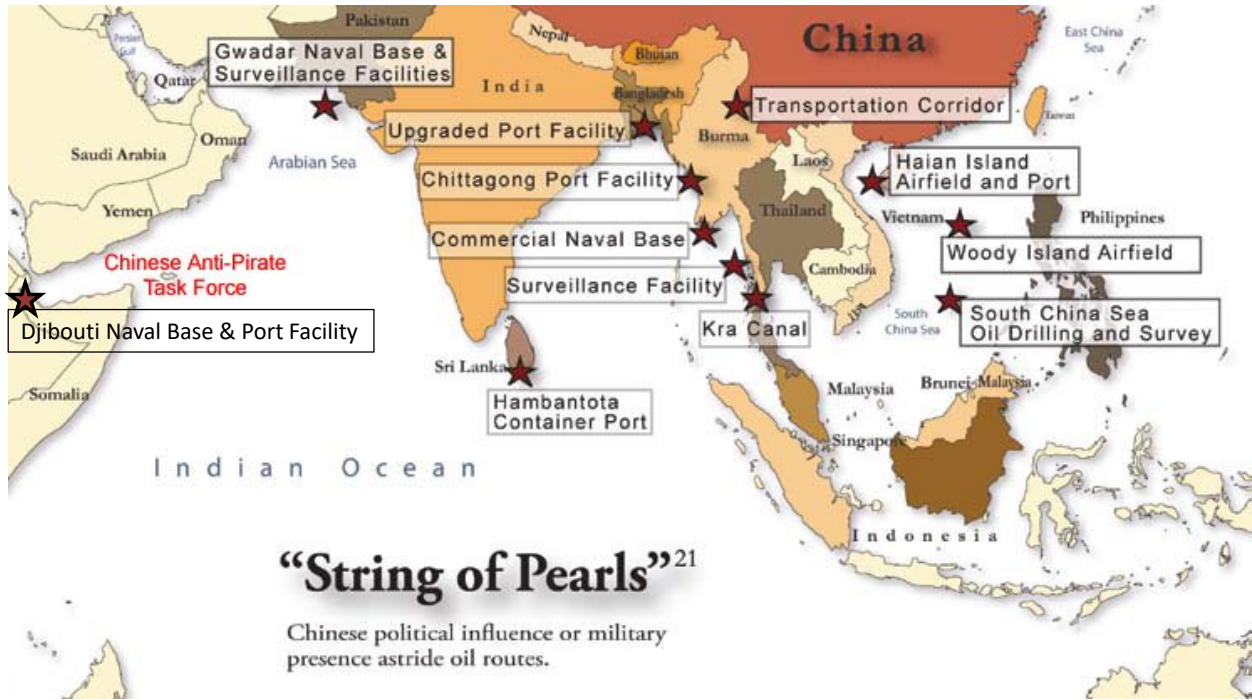 Pakistan
Nepal
China
East China
Sea
Persian
Gulf
Gwadar Naval Base &
Surveillance Facilities
Bhutan
Qatar
India
Bangladesh
Transportation Corridor
Taiwan
Oman
Upgraded Port Facility
Burma
Saudi Arabia
Arabian Sea
Laos
Haian Island
Airfield and Port
Chittagong Port Facility
Yemen
Thailand
Vietnam
Philippines
Commercial Naval Base
Woody Island Airfield
Chinese Anti-Pirate
Task Force
Cambodia
Surveillance Facility
South
China Sea
South China Sea
Oil Drilling and Survey
Djibouti Naval Base & Port Facility
Kra Canal
Sri Lanka
Somalia
Malaysia
Brunei
Malaysia
Hambantota
Container Port
Singapore
Indian Ocean
Indonesia
“String of Pearls”21
Chinese political influence or military
presence astride oil routes.